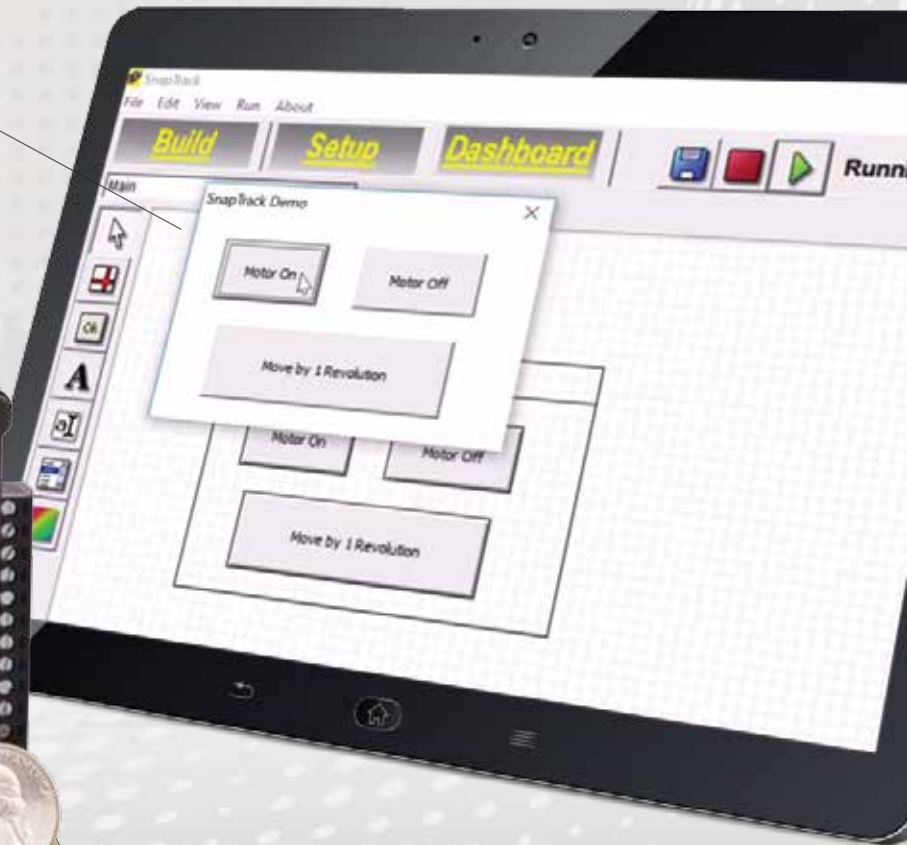 SnapTrack
File Edit View Run About
Build Setup Dashboard
Runni
Main
SnapTrack Demo
Motor On
Motor Off
Move by 1 Revolution
Ok
A
Motor On
Motor Off
Move by 1 Revolution